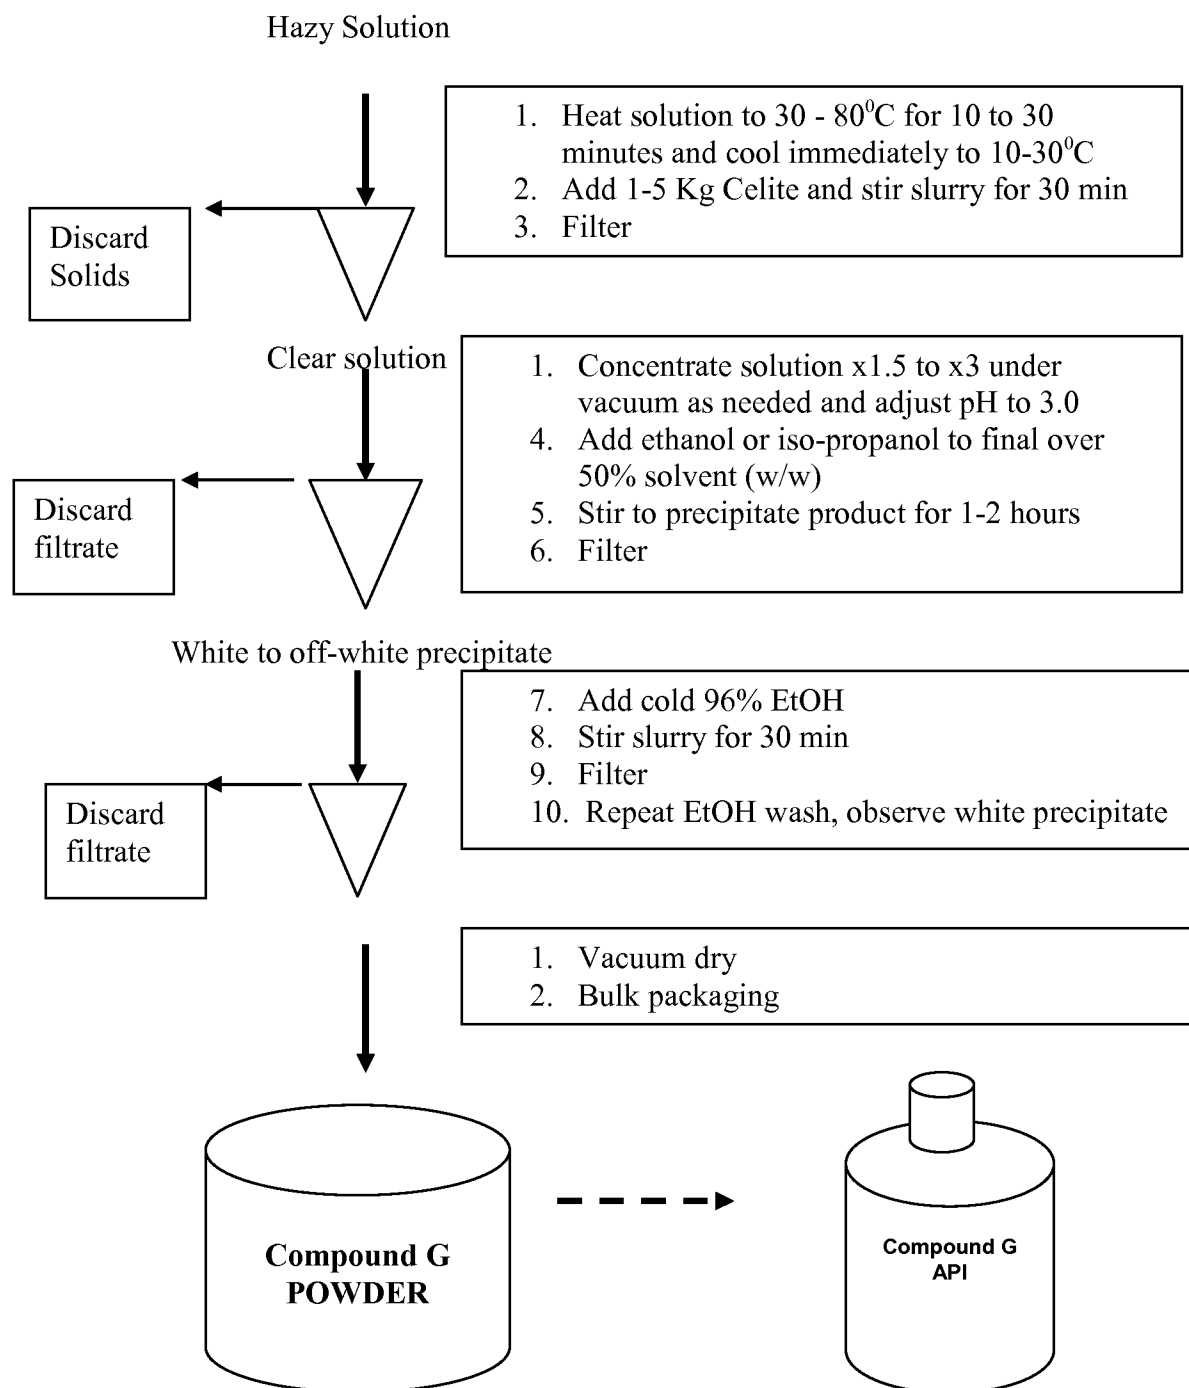 Hazy Solution
1. Heat solution to 30 - 80⁰C for 10 to 30
minutes and cool immediately to 10-30⁰C
2. Add 1-5 Kg Celite and stir slurry for 30 min
3. Filter
Discard
Solids
Clear solution
1. Concentrate solution x1.5 to x3 under
vacuum as needed and adjust pH to 3.0
4. Add ethanol or iso-propanol to final over
50% solvent (w/w)
5. Stir to precipitate product for 1-2 hours
6. Filter
Discard
filtrate
White to off-white precipitate
7. Add cold 96% EtOH
8. Stir slurry for 30 min
9. Filter
10. Repeat EtOH wash, observe white precipitate
Discard
filtrate
1. Vacuum dry
2. Bulk packaging
Compound G
POWDER
Compound G
API